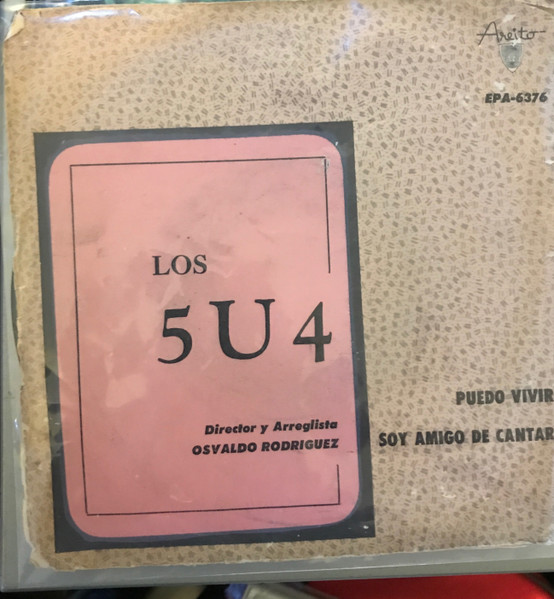 Areito
EPA-6376
LOS
5U4
Director y Arreglista
OSVALDO RODRIGUEZ
PUEDO VIVIR
SOY AMIGO DE CANTAR